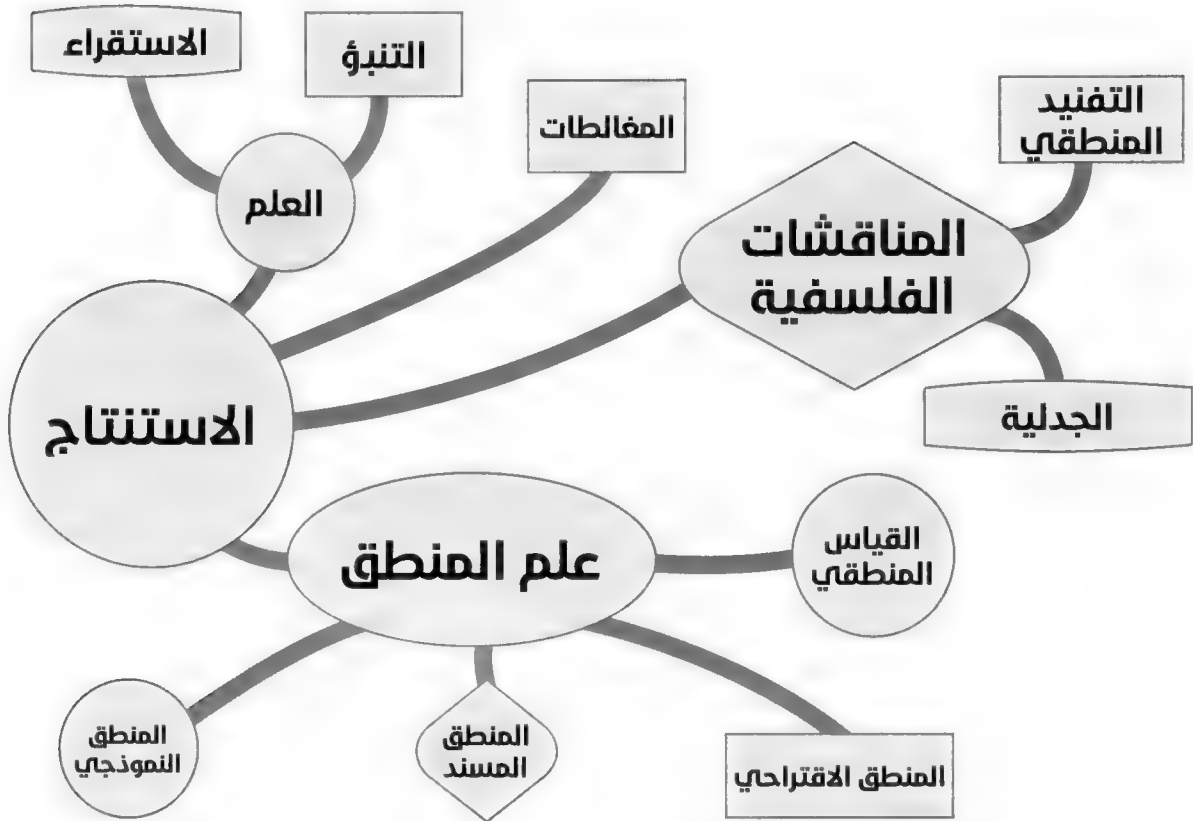 الاستقراء
التنبؤ
المغالطات
التفنيد
المنطقي
العلم
المناقشات
الفلسفية
الاستنتاج
الجدلية
علم المنطق
القياس
المنطقي
المنطق
النموذجي
المنطق
المسند
المنطق الاقتراحي